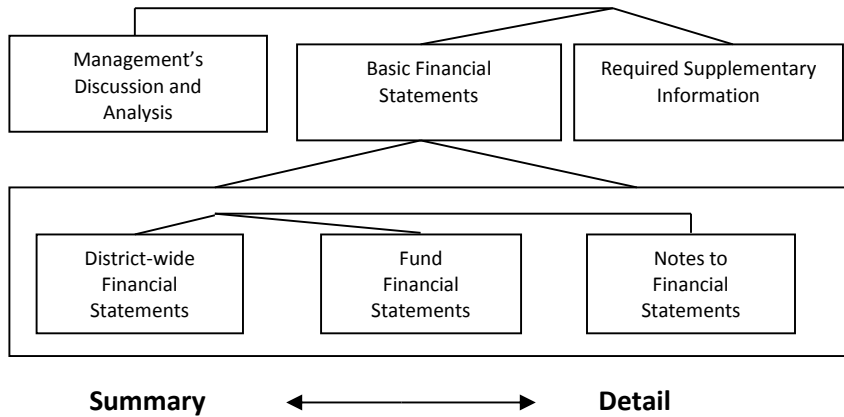 Management’s
Discussion and
Analysis
Basic Financial
Statements
Required Supplementary
Information
District-wide
Financial
Statements
Fund
Financial
Statements
Notes to
Financial
Statements
Summary
Detail